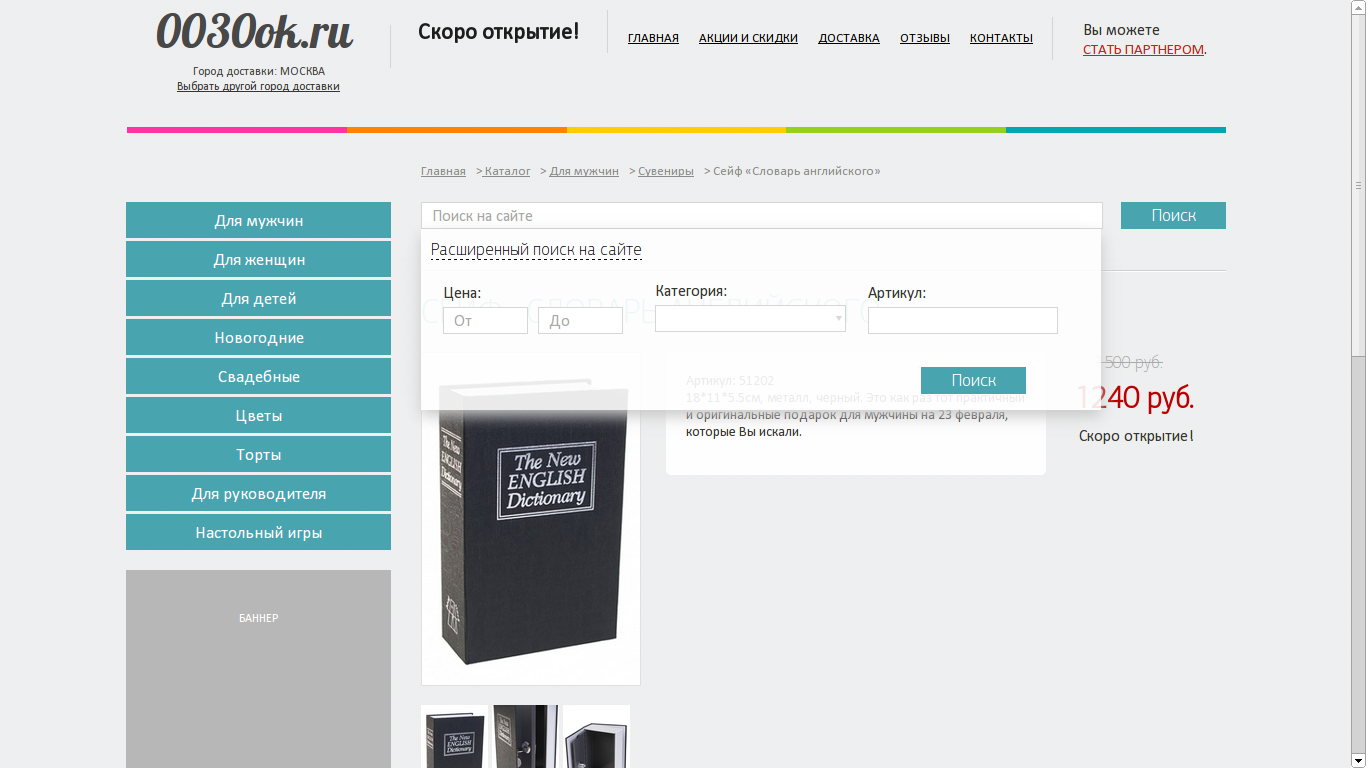 0030ok.ru
Город доставки: МОСКВА
Выбрать другой город доставки
Скоро открытие!
ГЛАВНАЯ АКЦИИ И СКИДКИ ДОСТАВКА ОТЗЫВЫ КОНТАКТЫ
Вы можете
СТАТЬ ПАРТНЕРОМ.
Главная > Каталог > Для мужчин > Сувениры > Сейф «Словарь английского»
Для мужчин
Для женщин
Для детей
Новогодние
Свадебные
Цветы
Торты
Для руководителя
Настольный игры
БАННЕР
Поиск на сайте
Поиск
Расширенный поиск на сайте
Цена:
Категория:
Артикул:
От
До
СЕЙФ «СЛОВАРЬ АНГЛИЙСКОГО
Поиск
Артикул: 51202
18*11*5.5см, металл, черный. Это как раз тот практичный
и оригинальные подарок для мужчины на 23 февраля,
которые Вы искали.
500 руб.
1240 руб.
Скоро открытие!
The New
ENGLISH
Dictionary
The New
ENGLISH
Dictionary
The New
ENGLISH
Dictionary